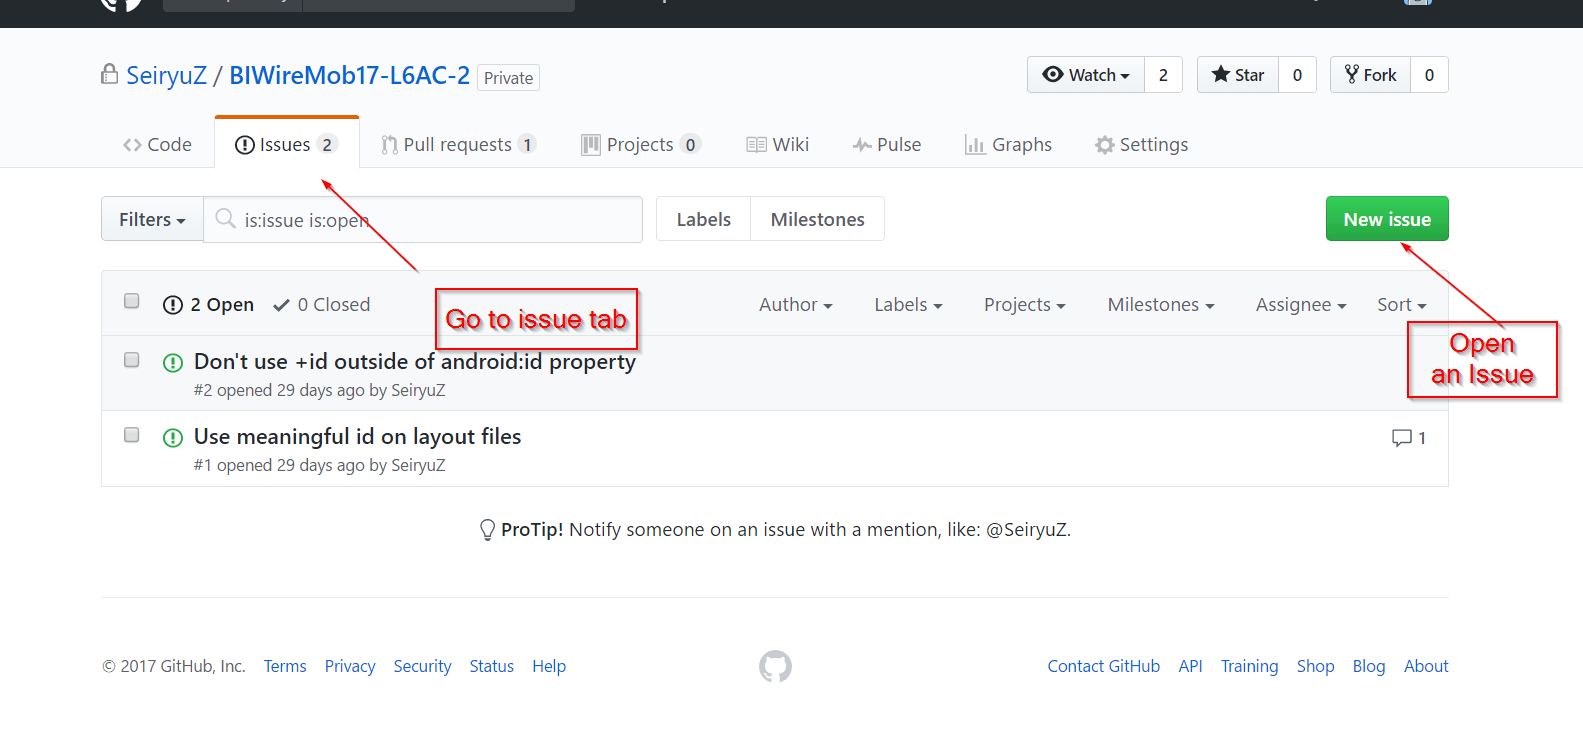 SeiryuZ / BIWireMob17-L6AC-2 Private
Watch 2 Star 0 Fork 0
Code Issues 2 Pull requests 1 Projects 0 Wiki Pulse Graphs Settings
Filters is:issue is:open Labels Milestones New issue
2 Open 0 Closed Author Labels Projects Milestones Assignee Sort
Go to issue tab
Open
an Issue
Don't use +id outside of android:id property
#2 opened 29 days ago by SeiryuZ
Use meaningful id on layout files 1
#1 opened 29 days ago by SeiryuZ
ProTip! Notify someone on an issue with a mention, like: @SeiryuZ.
© 2017 GitHub, Inc. Terms Privacy Security Status Help Contact GitHub API Training Shop Blog About